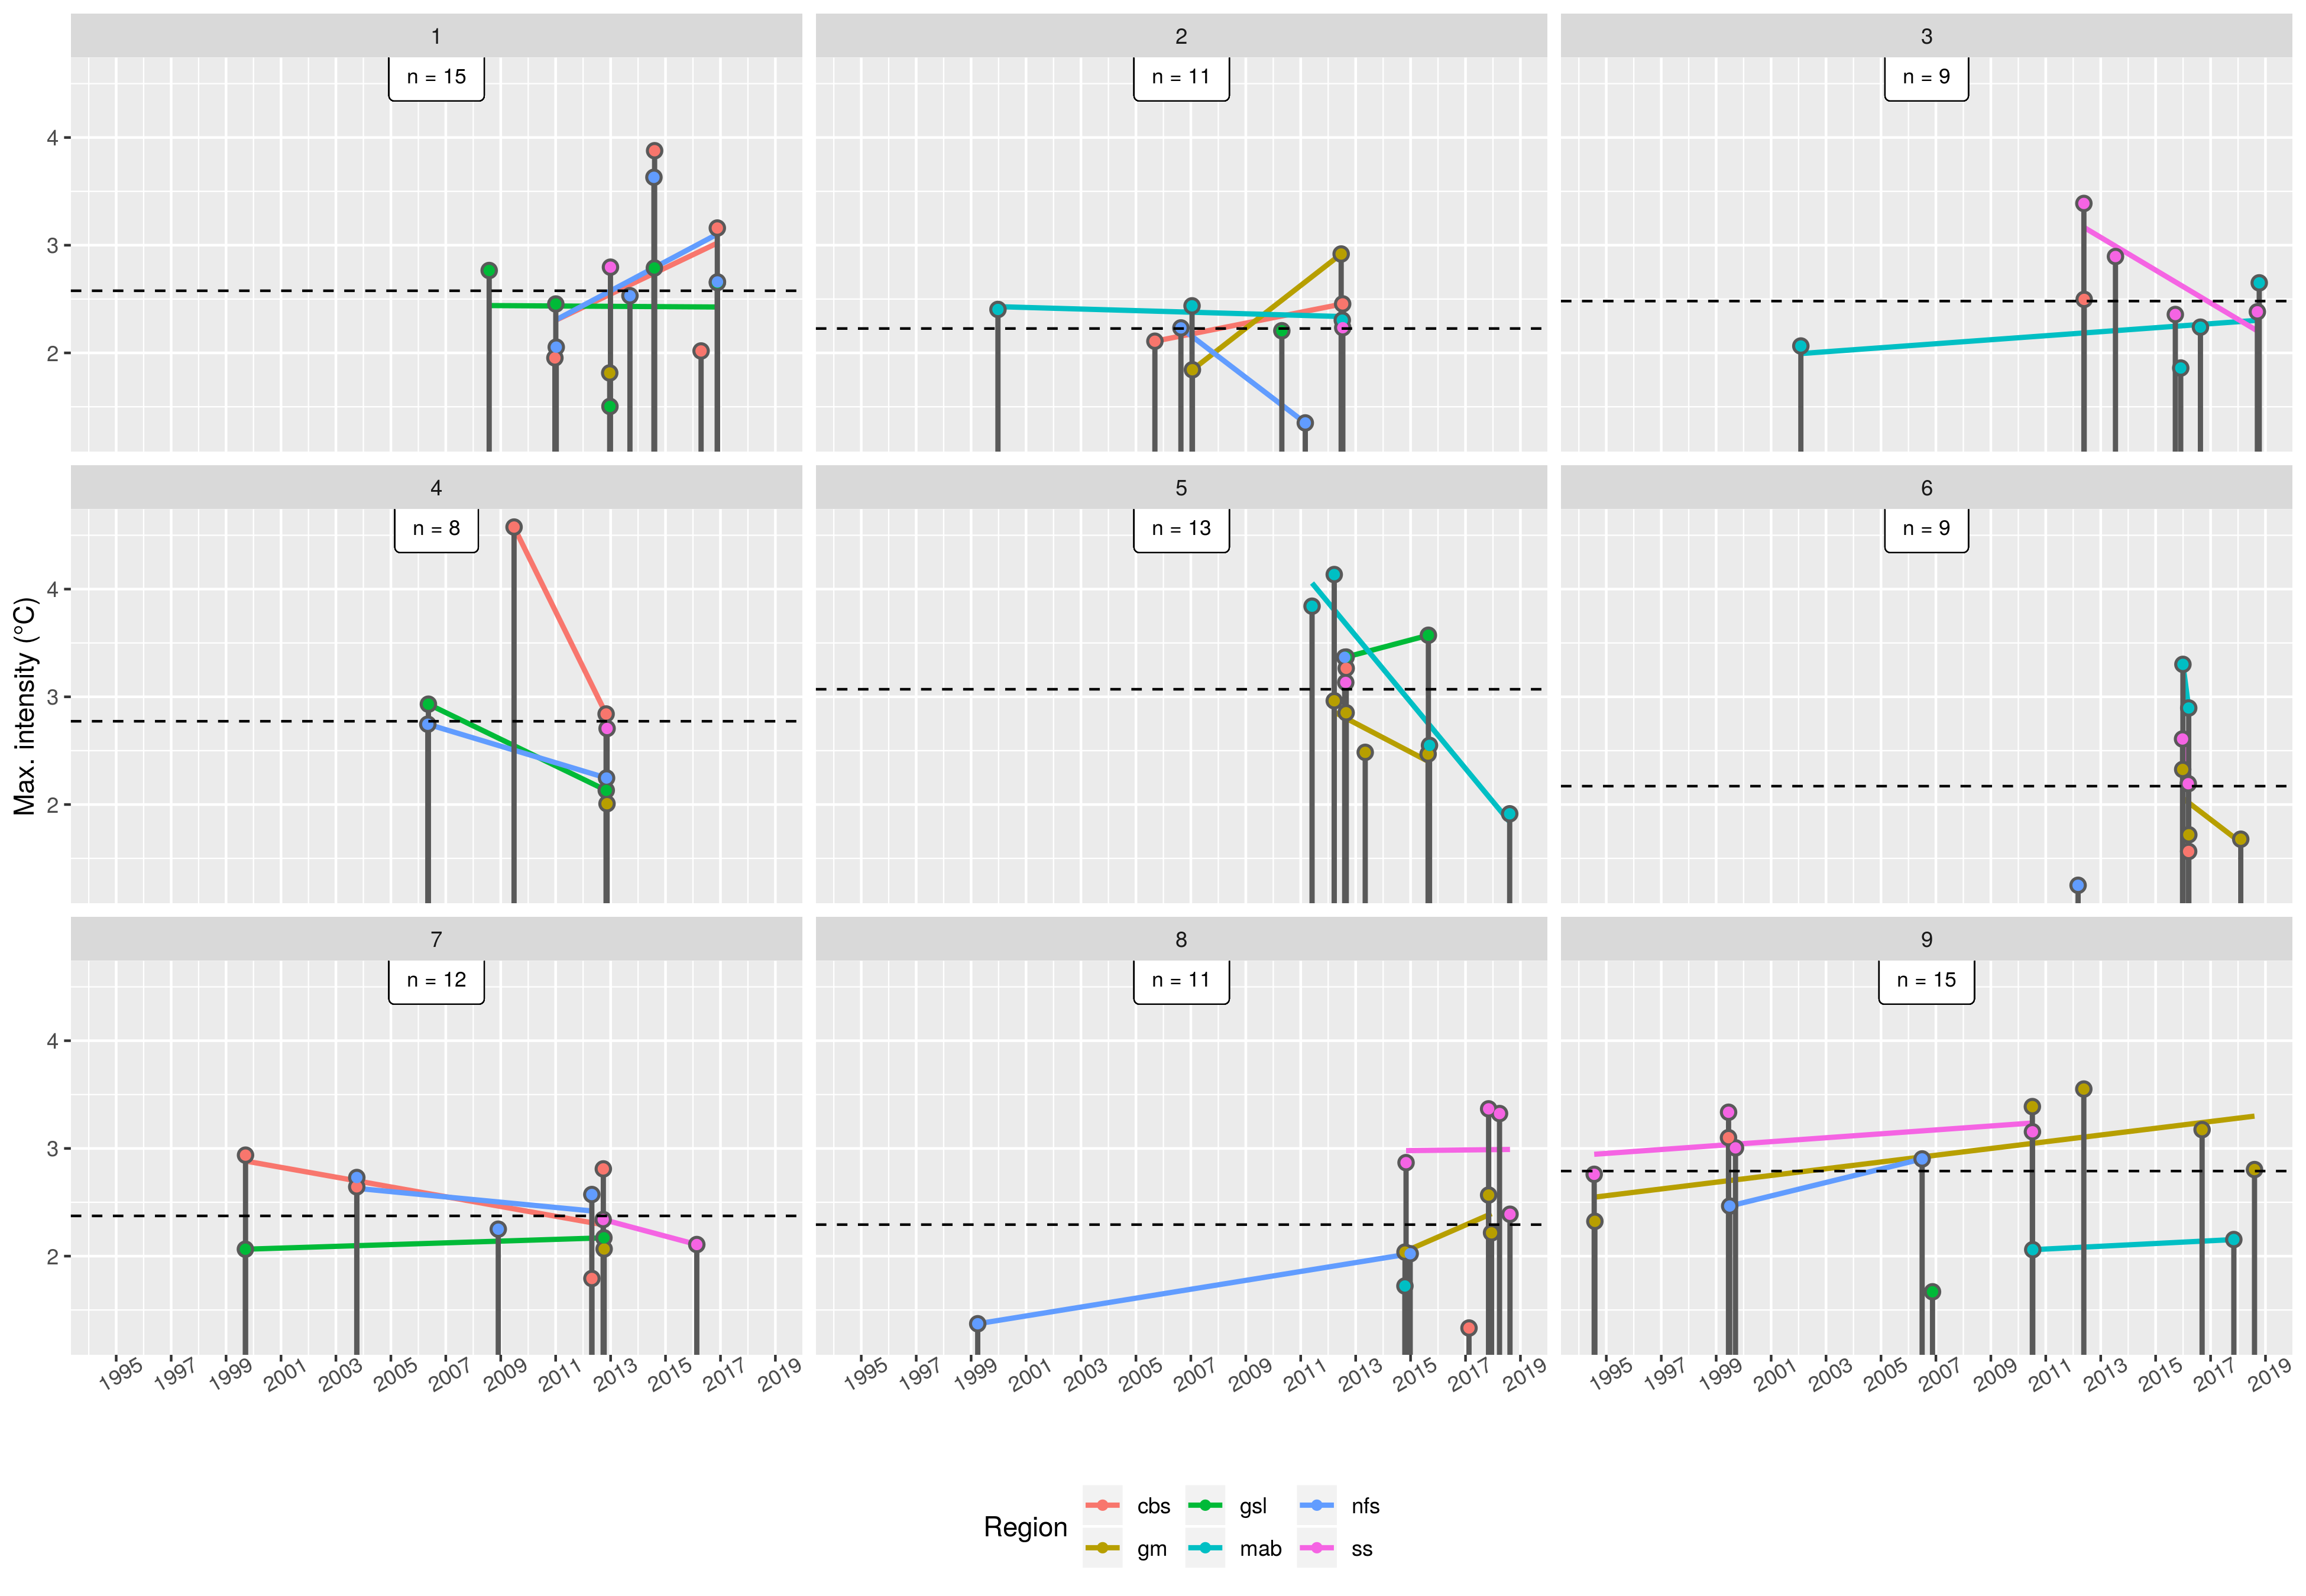 1 2 3
n = 15 n = 11 n = 9
4
3
2
4 5 6
n = 8 n = 13 n = 9
4
3
2
Max. intensity (°C)
7 8 9
n = 12 n = 11 n = 15
4
3
2
1995 1997 1999 2001 2003 2005 2007 2009 2011 2013 2015 2017 2019 1995 1997 1999 2001 2003 2005 2007 2009 2011 2013 2015 2017 2019 1995 1997 1999 2001 2003 2005 2007 2009 2011 2013 2015 2017 2019
Region
cbs gsl nfs
gm mab ss